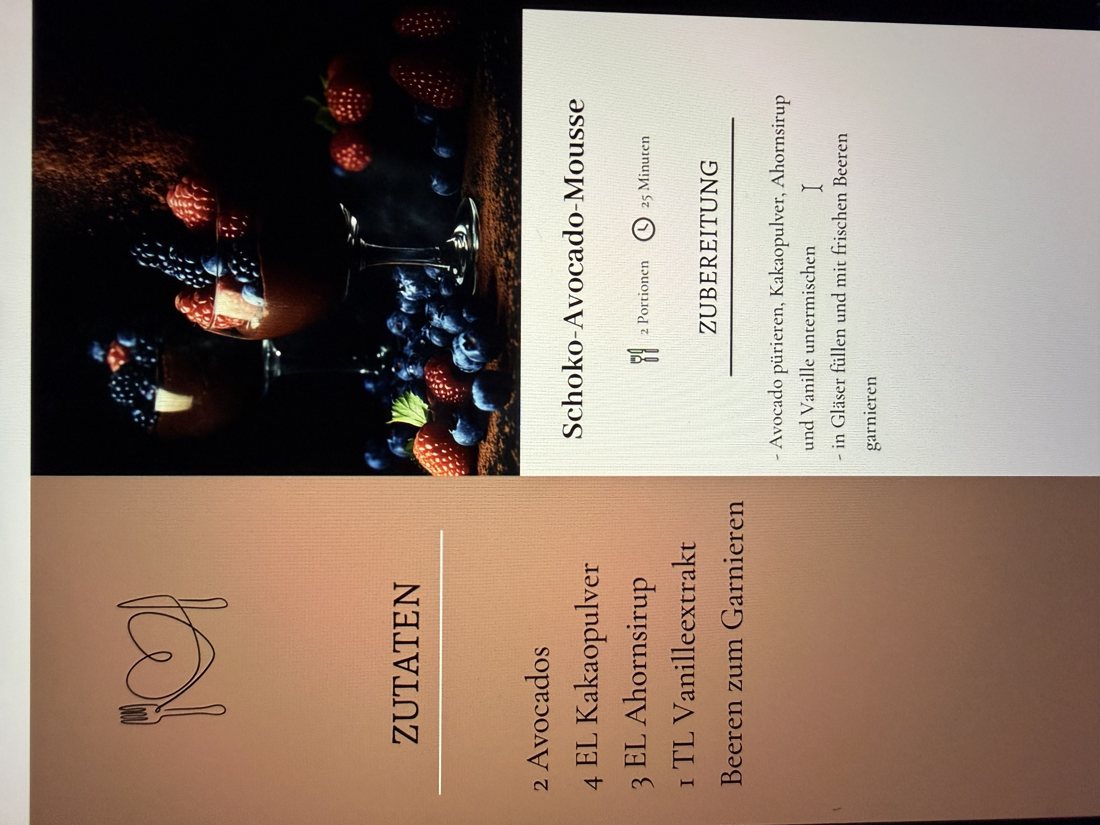 ZUTATEN
2 Avocados
4 EL Kakaopulver
3 EL Ahornsirup
1 TL Vanilleextrakt
Beeren zum Garnieren
Schoko-Avocado-Mousse
2 Portionen 25 Minuten
ZUBEREITUNG
- Avocado pürieren, Kakaopulver, Ahornsirup
und Vanille untermischen
- in Gläser füllen und mit frischen Beeren
garnieren